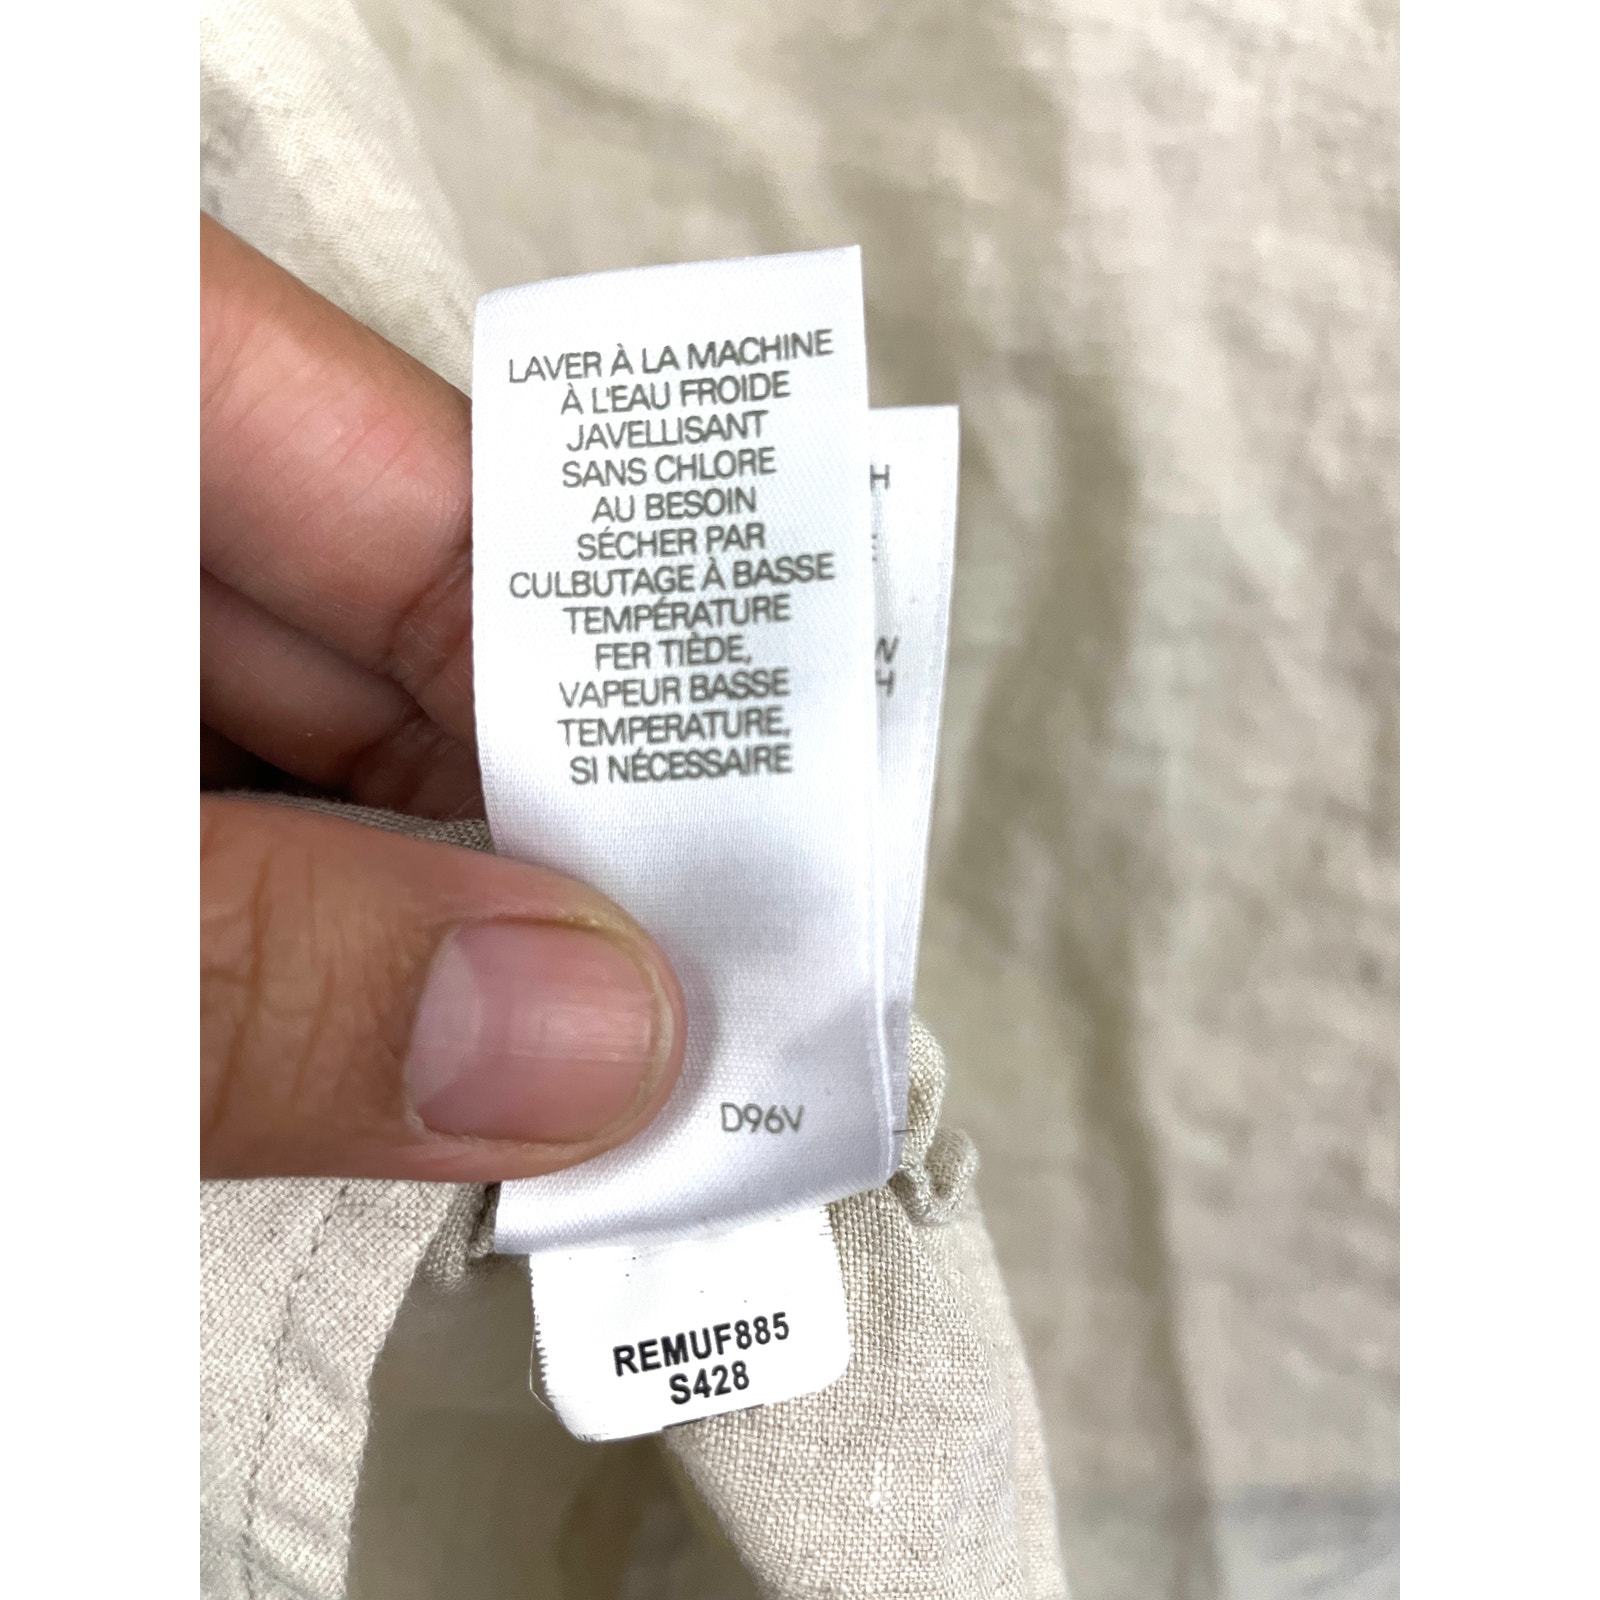 LAVER À LA MACHINE
À L'EAU FROIDE
JAVELLISANT
SANS CHLORE
AU BESOIN
SÉCHER PAR
CULBUTAGE À BASSE
TEMPÉRATURE
FER TIÈDE,
VAPEUR BASSE
TEMPERATURE,
SI NÉCESSAIRE
D96V
REMUF885
S428